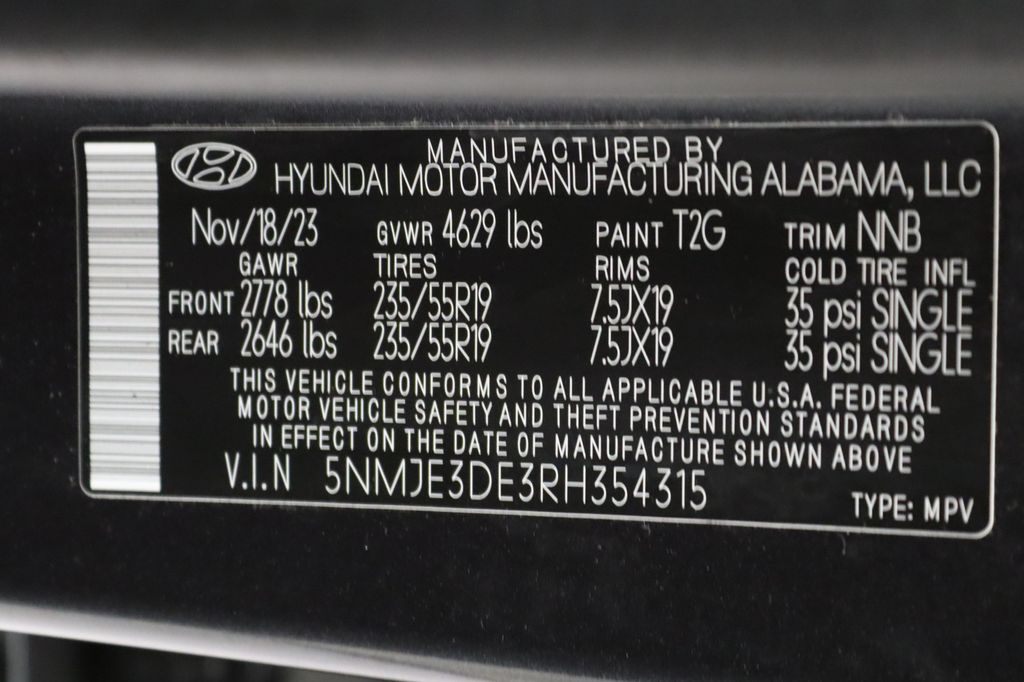 MANUFACTURED BY
HYUNDAI MOTOR MANUFACTURING ALABAMA, LLC
Nov/18/23 GVWR 4629 lbs PAINT T2G TRIM NNB
GAWR TIRES RIMS COLD TIRE INFL
FRONT 2778 lbs 235/55R19 7.5JX19 35 psi SINGLE
REAR 2646 lbs 235/55R19 7.5JX19 35 psi SINGLE
THIS VEHICLE CONFORMS TO ALL APPLICABLE U.S.A. FEDERAL
MOTOR VEHICLE SAFETY AND THEFT PREVENTION STANDARDS
IN EFFECT ON THE DATE OF MANUFACTURE SHOWN ABOVE
V.I.N 5NMJE3DE3RH354315
TYPE: MPV